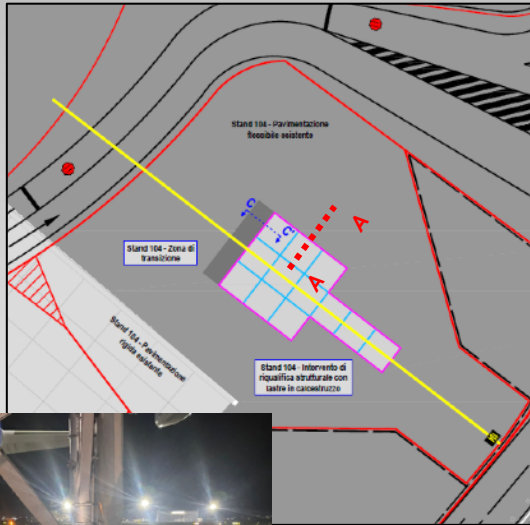 Stand 104 - Pavimentazione
flessibile esistente
C
C'
A
A
Stand 104 - Zona di
transizione
Stand 104 - Pavimentazione
rigida esistente
Stand 104 - Intervento di
riqualifica strutturale con
lastre in calcestruzzo